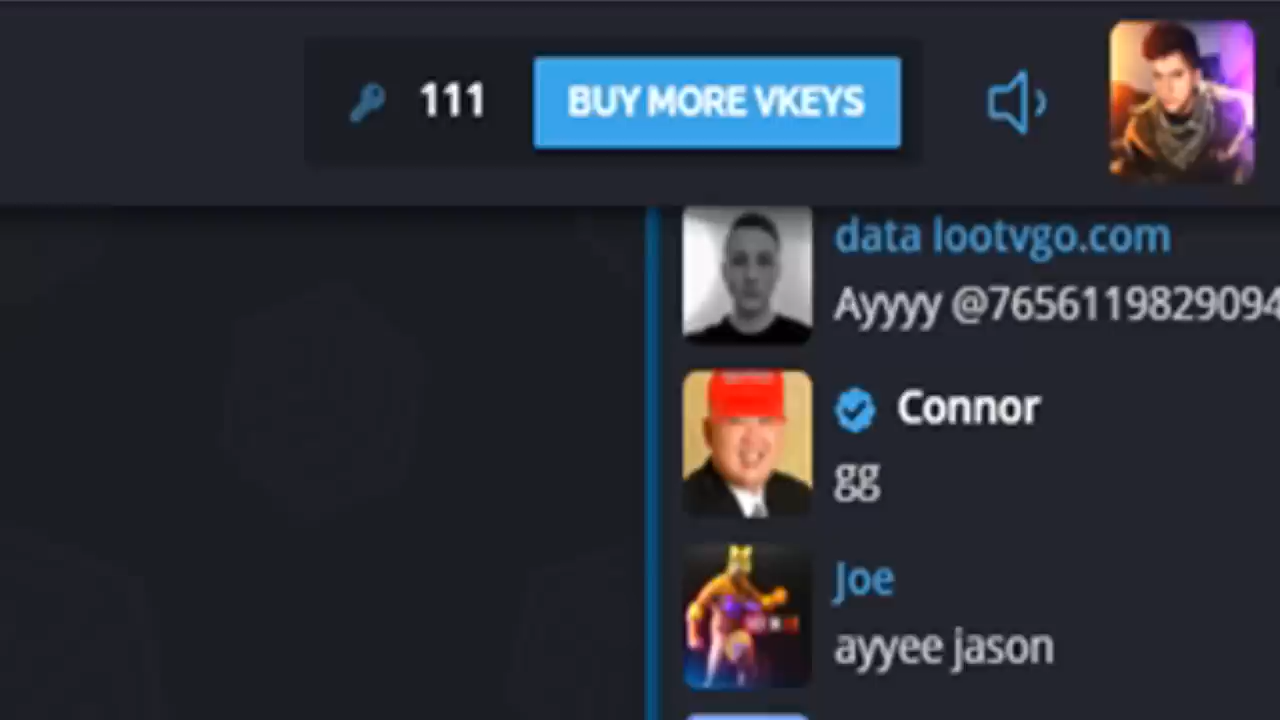 111
BUY MORE VKEYS
data lootvgo.com
Ayyyy @7656119829094
Connor
gg
Joe
ayyee jason